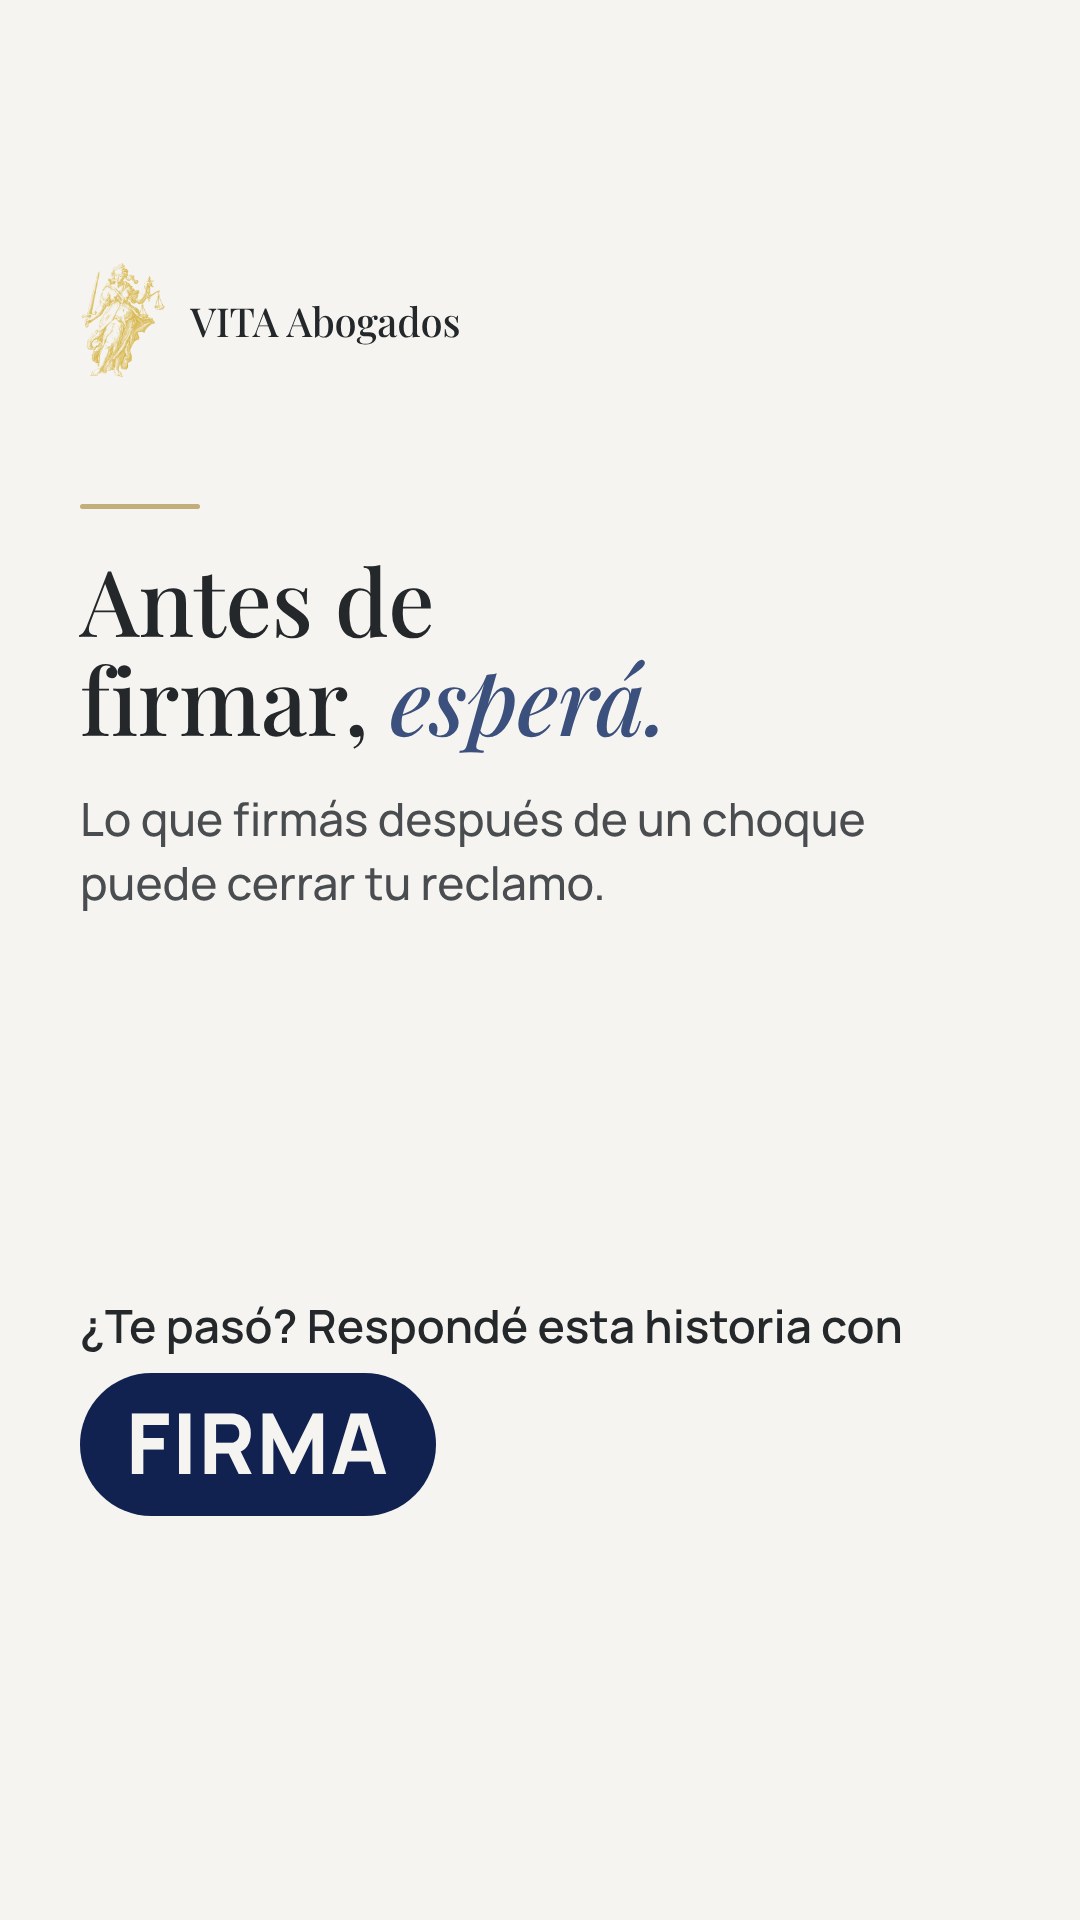 VITA Abogados
Antes de
firmar, esperá.
Lo que firmás después de un choque
puede cerrar tu reclamo.
¿Te pasó? Respondé esta historia con
FIRMA